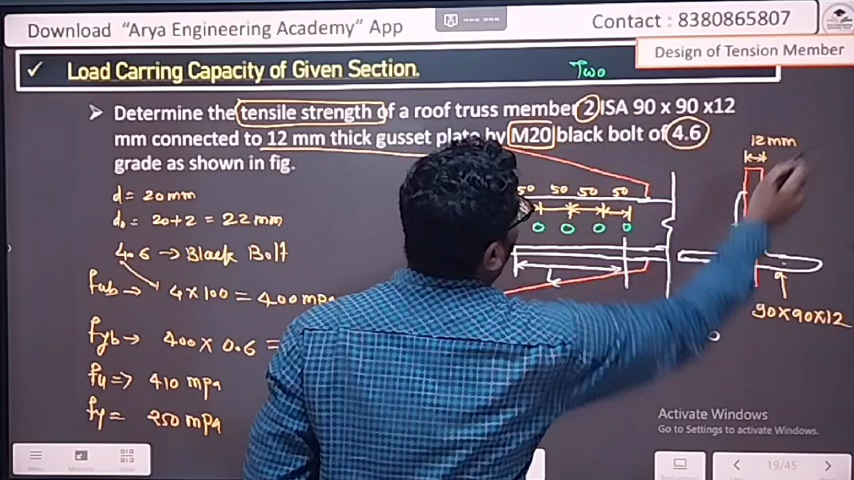 Download "Arya Engineering Academy" App
Contact : 8380865807
Design of Tension Member
✓ Load Carring Capacity of Given Section.
Two
➤ Determine the tensile strength of a roof truss member 2 ISA 90 x 90 x12
mm connected to 12 mm thick gusset plate by M20 black bolt of 4.6
grade as shown in fig.
12mm
d = 20mm
50 50 50 50
d₀ = 20+2 = 22mm
4.6 → Black Bolt
L
fub → 4x100 = 400 mpa
90x90x12
fyb → 400 x 0.6 =
fu => 410 mpa
fy = 250 mpa
Activate Windows
Go to Settings to activate Windows.
19/45